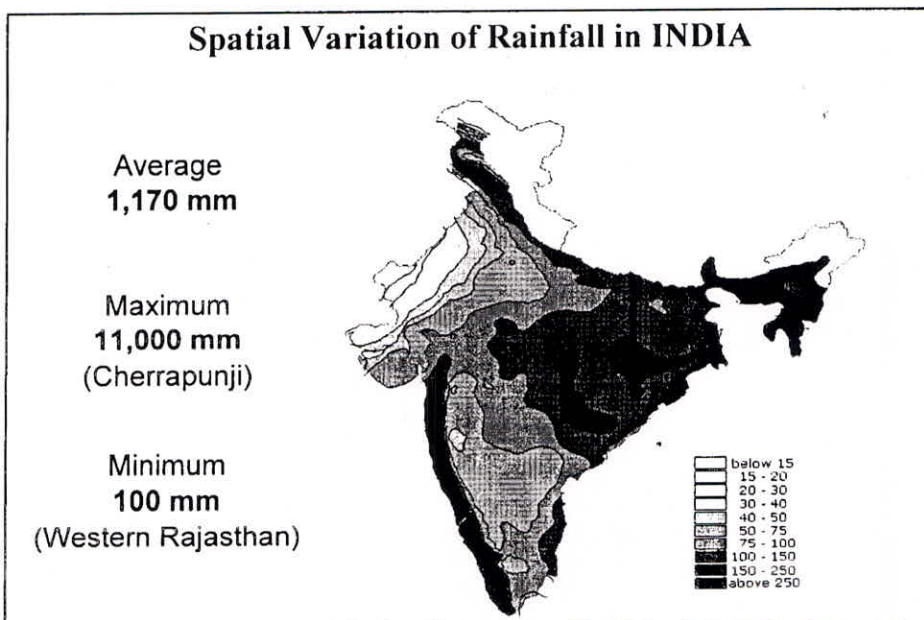 Spatial Variation of Rainfall in INDIA
Average
1,170 mm
Maximum
11,000 mm
(Cherrapunji)
Minimum
100 mm
(Western Rajasthan)
below 15
15 - 20
20 - 30
30 - 40
40 - 50
50 - 75
75 - 100
100 - 150
150 - 250
above 250